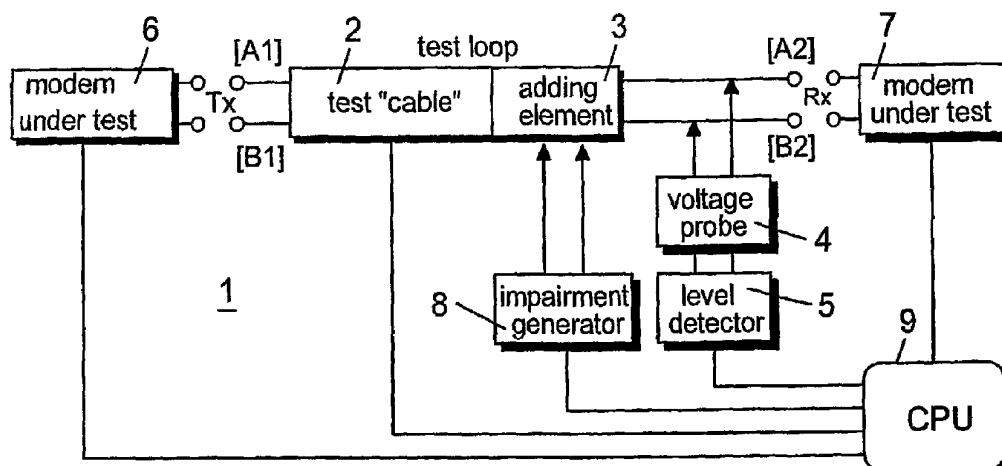 6
[A1]
2
test loop
3
[A2]
7
modem
under test
Tx
test "cable"
adding
element
Rx
modem
under test
[B1]
[B2]
voltage
probe
4
1
8
impairment
generator
level
detector
5
9
CPU